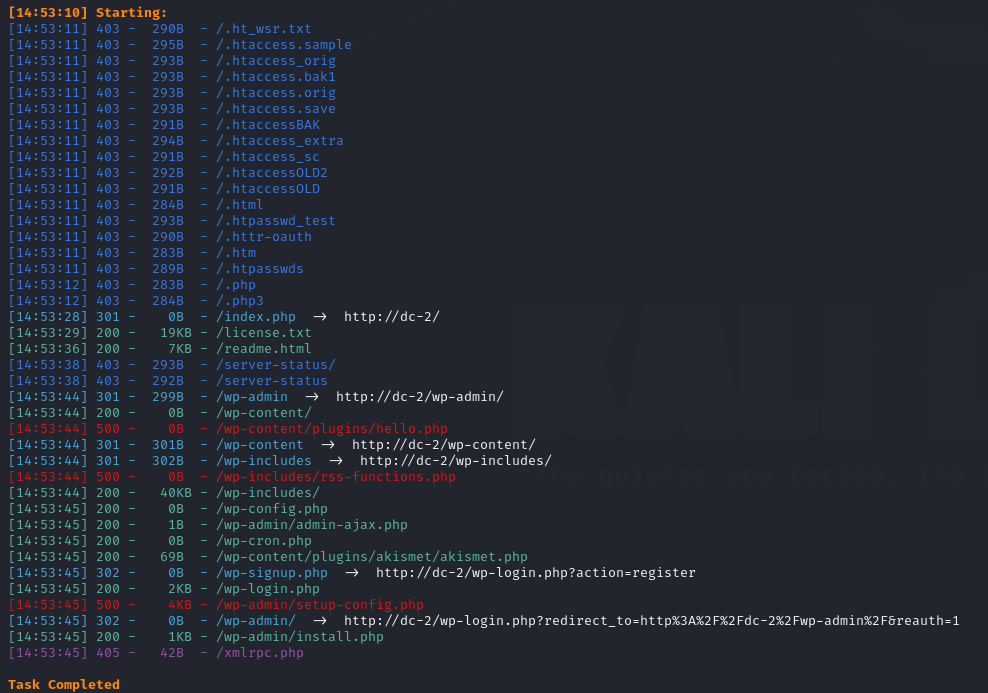 [14:53:10] Starting:
[14:53:11] 403 -  290B  - /.ht_wsr.txt
[14:53:11] 403 -  295B  - /.htaccess.sample
[14:53:11] 403 -  293B  - /.htaccess_orig
[14:53:11] 403 -  293B  - /.htaccess.bak1
[14:53:11] 403 -  293B  - /.htaccess.orig
[14:53:11] 403 -  293B  - /.htaccess.save
[14:53:11] 403 -  291B  - /.htaccessBAK
[14:53:11] 403 -  294B  - /.htaccess_extra
[14:53:11] 403 -  291B  - /.htaccess_sc
[14:53:11] 403 -  292B  - /.htaccessOLD2
[14:53:11] 403 -  291B  - /.htaccessOLD
[14:53:11] 403 -  284B  - /.html
[14:53:11] 403 -  293B  - /.htpasswd_test
[14:53:11] 403 -  290B  - /.httr-oauth
[14:53:11] 403 -  283B  - /.htm
[14:53:11] 403 -  289B  - /.htpasswds
[14:53:12] 403 -  283B  - /.php
[14:53:12] 403 -  284B  - /.php3
[14:53:28] 301 -    0B  - /index.php  →  http://dc-2/
[14:53:29] 200 -   19KB - /license.txt
[14:53:36] 200 -    7KB - /readme.html
[14:53:38] 403 -  293B  - /server-status/
[14:53:38] 403 -  292B  - /server-status
[14:53:44] 301 -  299B  - /wp-admin  →  http://dc-2/wp-admin/
[14:53:44] 200 -    0B  - /wp-content/
[14:53:44] 500 -    0B  - /wp-content/plugins/hello.php
[14:53:44] 301 -  301B  - /wp-content  →  http://dc-2/wp-content/
[14:53:44] 301 -  302B  - /wp-includes  →  http://dc-2/wp-includes/
[14:53:44] 500 -    0B  - /wp-includes/rss-functions.php
[14:53:44] 200 -   40KB - /wp-includes/
[14:53:45] 200 -    0B  - /wp-config.php
[14:53:45] 200 -    1B  - /wp-admin/admin-ajax.php
[14:53:45] 200 -    0B  - /wp-cron.php
[14:53:45] 200 -   69B  - /wp-content/plugins/akismet/akismet.php
[14:53:45] 302 -    0B  - /wp-signup.php  →  http://dc-2/wp-login.php?action=register
[14:53:45] 200 -    2KB - /wp-login.php
[14:53:45] 500 -    4KB - /wp-admin/setup-config.php
[14:53:45] 302 -    0B  - /wp-admin/  →  http://dc-2/wp-login.php?redirect_to=http%3A%2F%2Fdc-2%2Fwp-admin%2F&reauth=1
[14:53:45] 200 -    1KB - /wp-admin/install.php
[14:53:45] 405 -   42B  - /xmlrpc.php
Task Completed